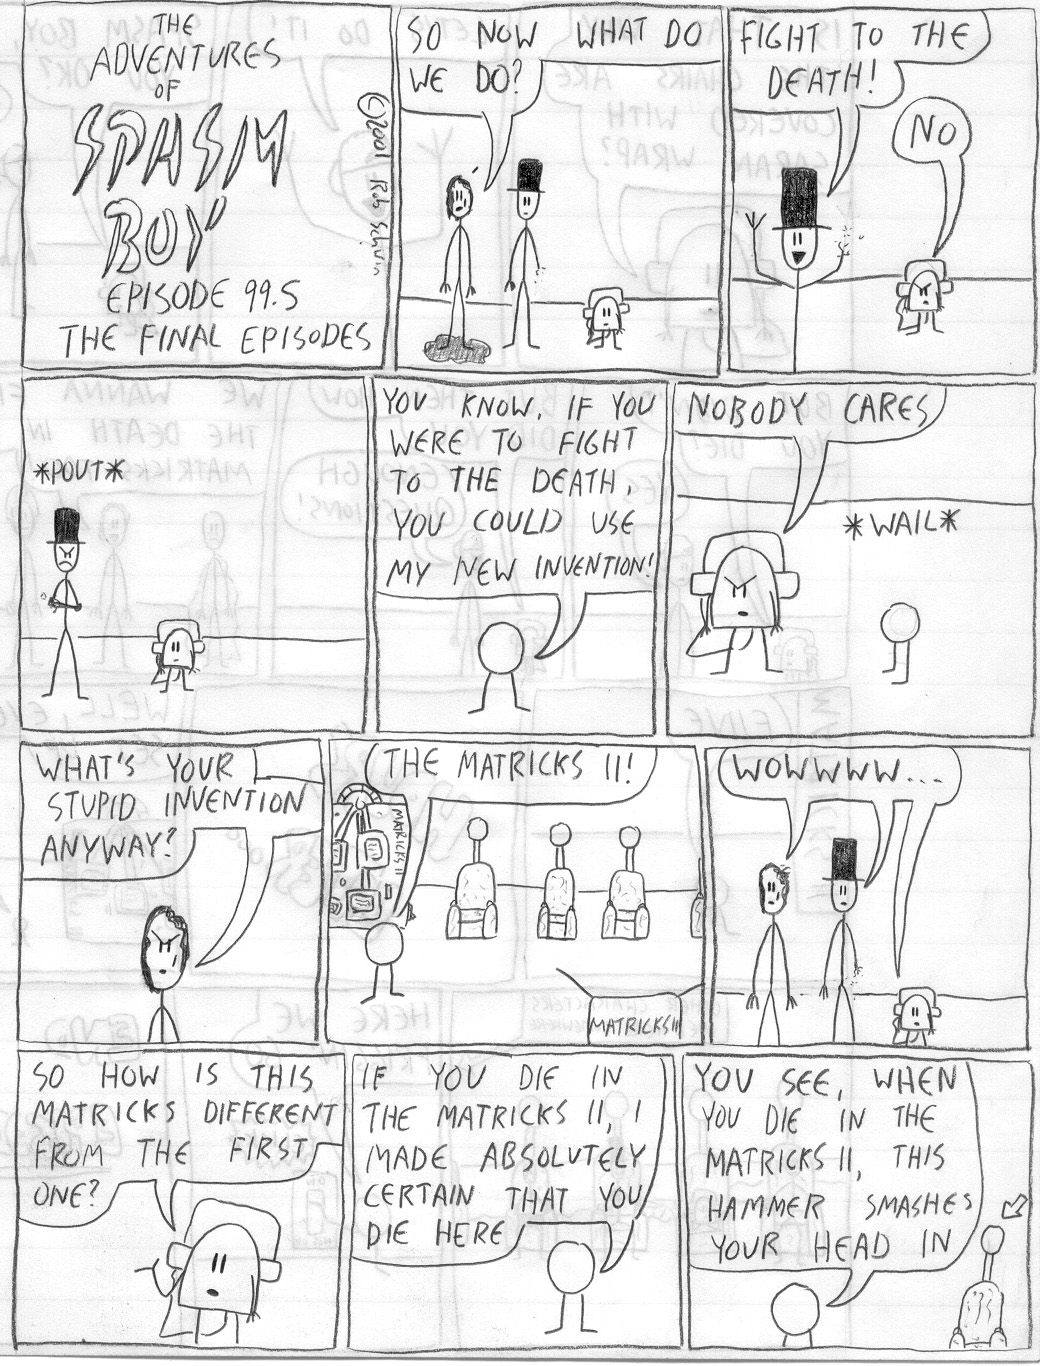 THE
ADVENTURES
OF
SPASM
BOY
EPISODE 99.5
THE FINAL EPISODES
©2001 Rob
SO NOW WHAT DO
WE DO?
FIGHT TO THE
DEATH!
NO
*POUT*
YOU KNOW, IF YOU
WERE TO FIGHT
TO THE DEATH,
YOU COULD USE
MY NEW INVENTION!
NOBODY CARES
*WAIL*
WHAT'S YOUR
STUPID INVENTION
ANYWAY?
THE MATRICKS II!
MATRICKS II
MATRICKS II
WOWWWW...
SO HOW IS THIS
MATRICKS DIFFERENT
FROM THE FIRST
ONE?
IF YOU DIE IN
THE MATRICKS II, I
MADE ABSOLUTELY
CERTAIN THAT YOU
DIE HERE
YOU SEE, WHEN
YOU DIE IN THE
MATRICKS II, THIS
HAMMER SMASHES
YOUR HEAD IN